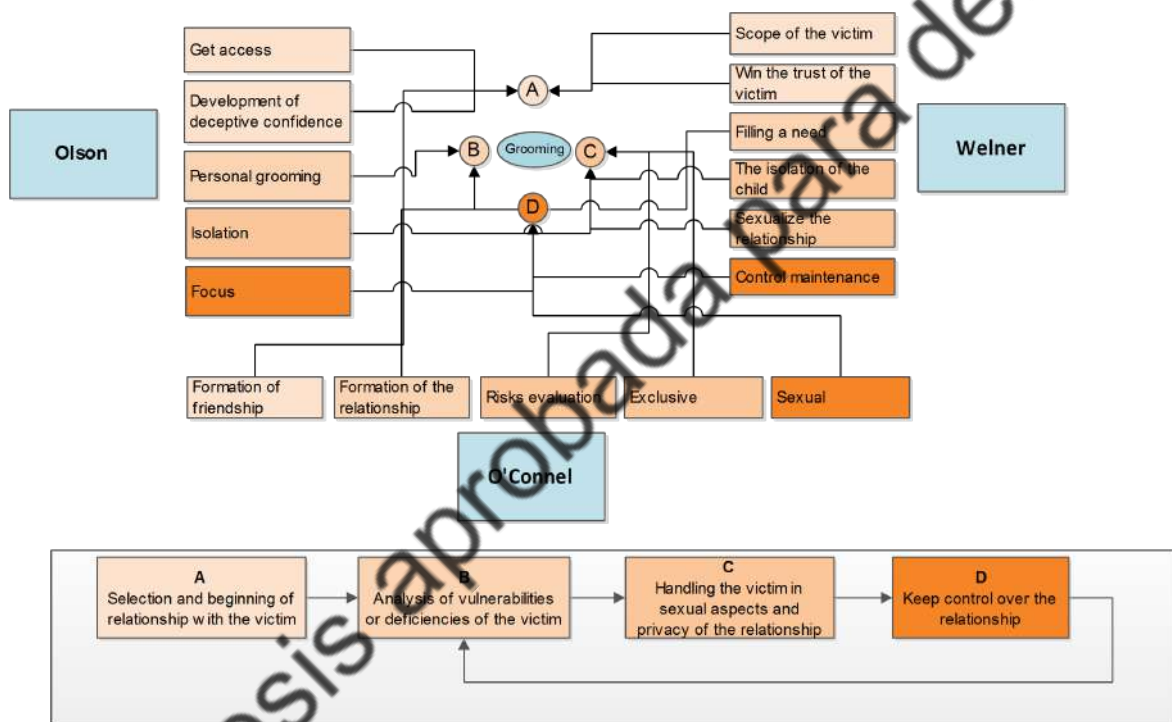 Get access
Development of
deceptive confidence
Personal grooming
Isolation
Focus
Olson
A
B
Grooming
C
D
Scope of the victim
Win the trust of the
victim
Filling a need
The isolation of the
child
Sexualize the
relationship
Control maintenance
Welner
Formation of
friendship
Formation of the
relationship
Risks evaluation
Exclusive
Sexual
O'Connel
A
Selection and beginning of
relationship with the victim
B
Analysis of vulnerabilities
or deficiencies of the victim
C
Handling the victim in
sexual aspects and
privacy of the relationship
D
Keep control over the
relationship
esis aprobada para de